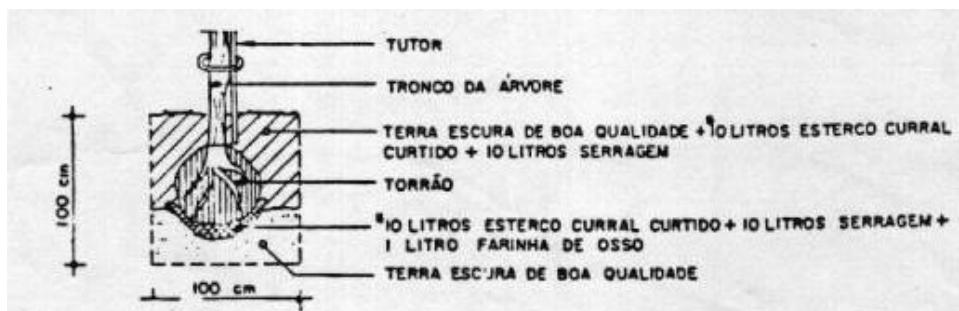 TUTOR
TRONCO DA ÁRVORE
TERRA ESCURA DE BOA QUALIDADE + *10 LITROS ESTERCO CURRAL
CURTIDO + 10 LITROS SERRAGEM
TORRÃO
*10 LITROS ESTERCO CURRAL CURTIDO + 10 LITROS SERRAGEM +
1 LITRO FARINHA DE OSSO
TERRA ESCURA DE BOA QUALIDADE
100 cm
100 cm